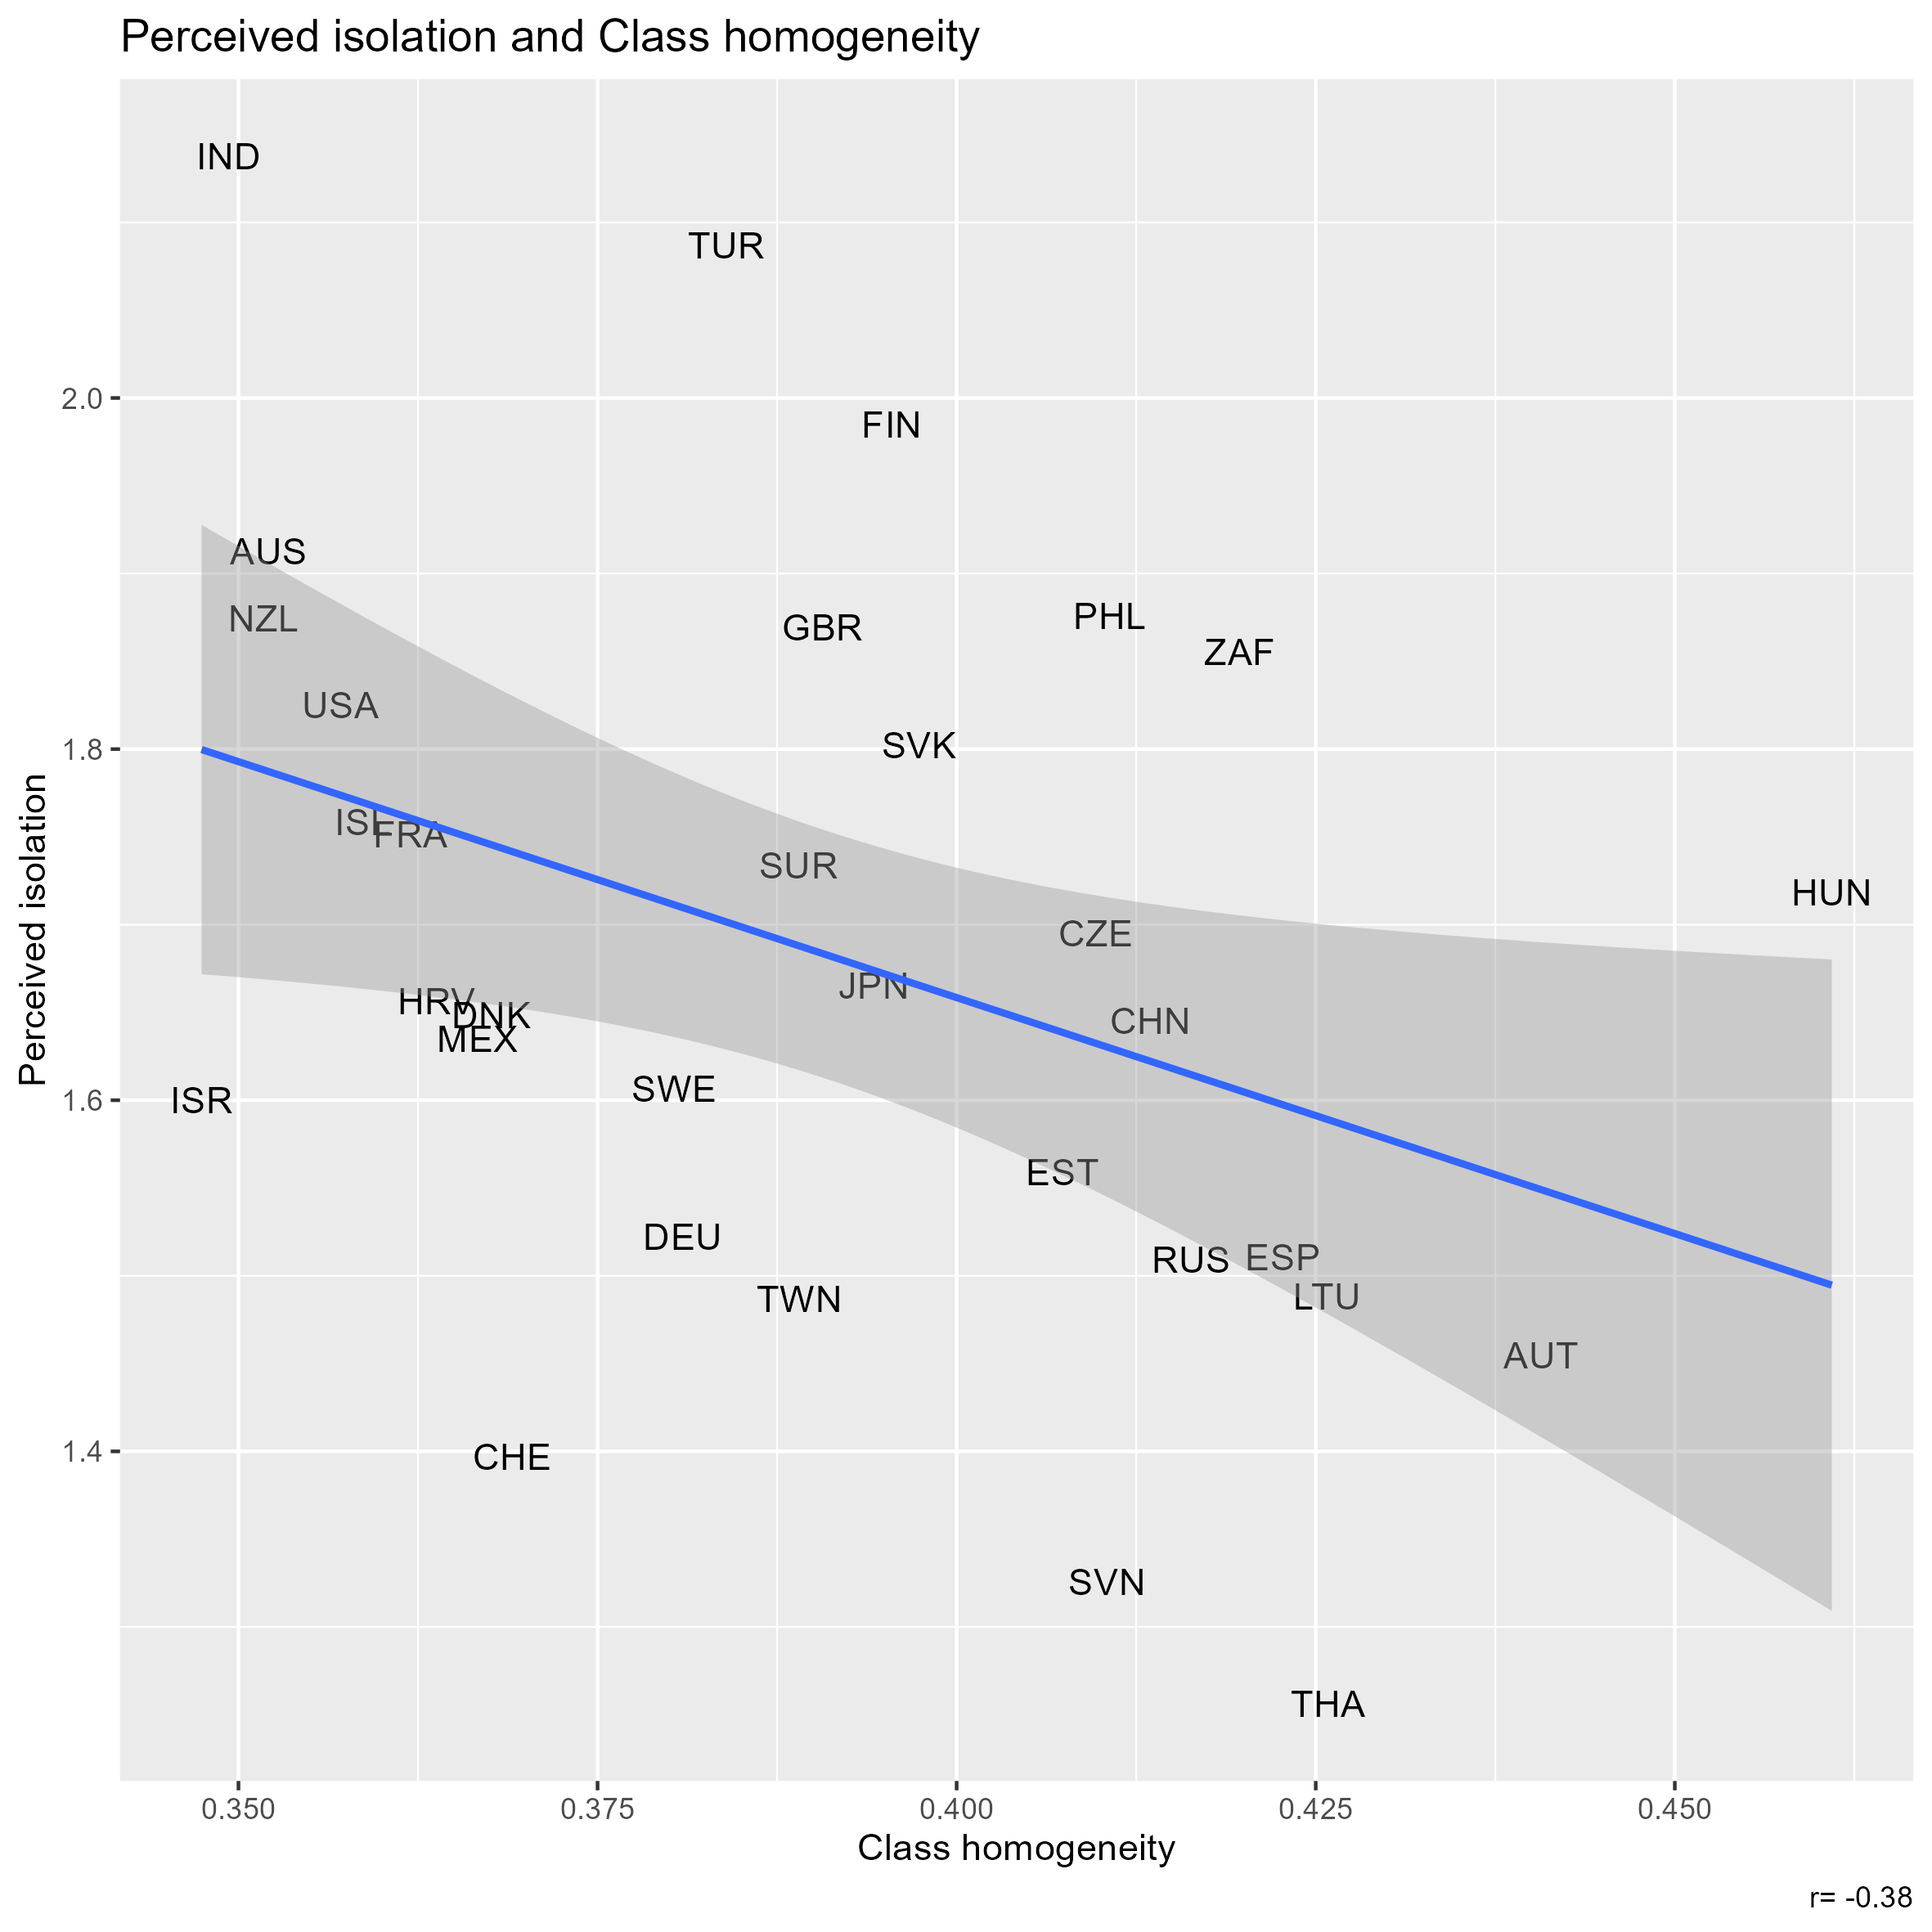 Perceived isolation and Class homogeneity
IND
TUR
2.0
FIN
AUS
NZL
GBR
PHL
ZAF
USA
SVK
1.8
ISL
FRA
SUR
HUN
CZE
JPN
HRV
DNK
CHN
MEX
SWE
1.6
ISR
EST
DEU
RUS
ESP
TWN
LTU
AUT
1.4
CHE
SVN
THA
Perceived isolation
0.350 0.375 0.400 0.425 0.450
Class homogeneity
r= -0.38